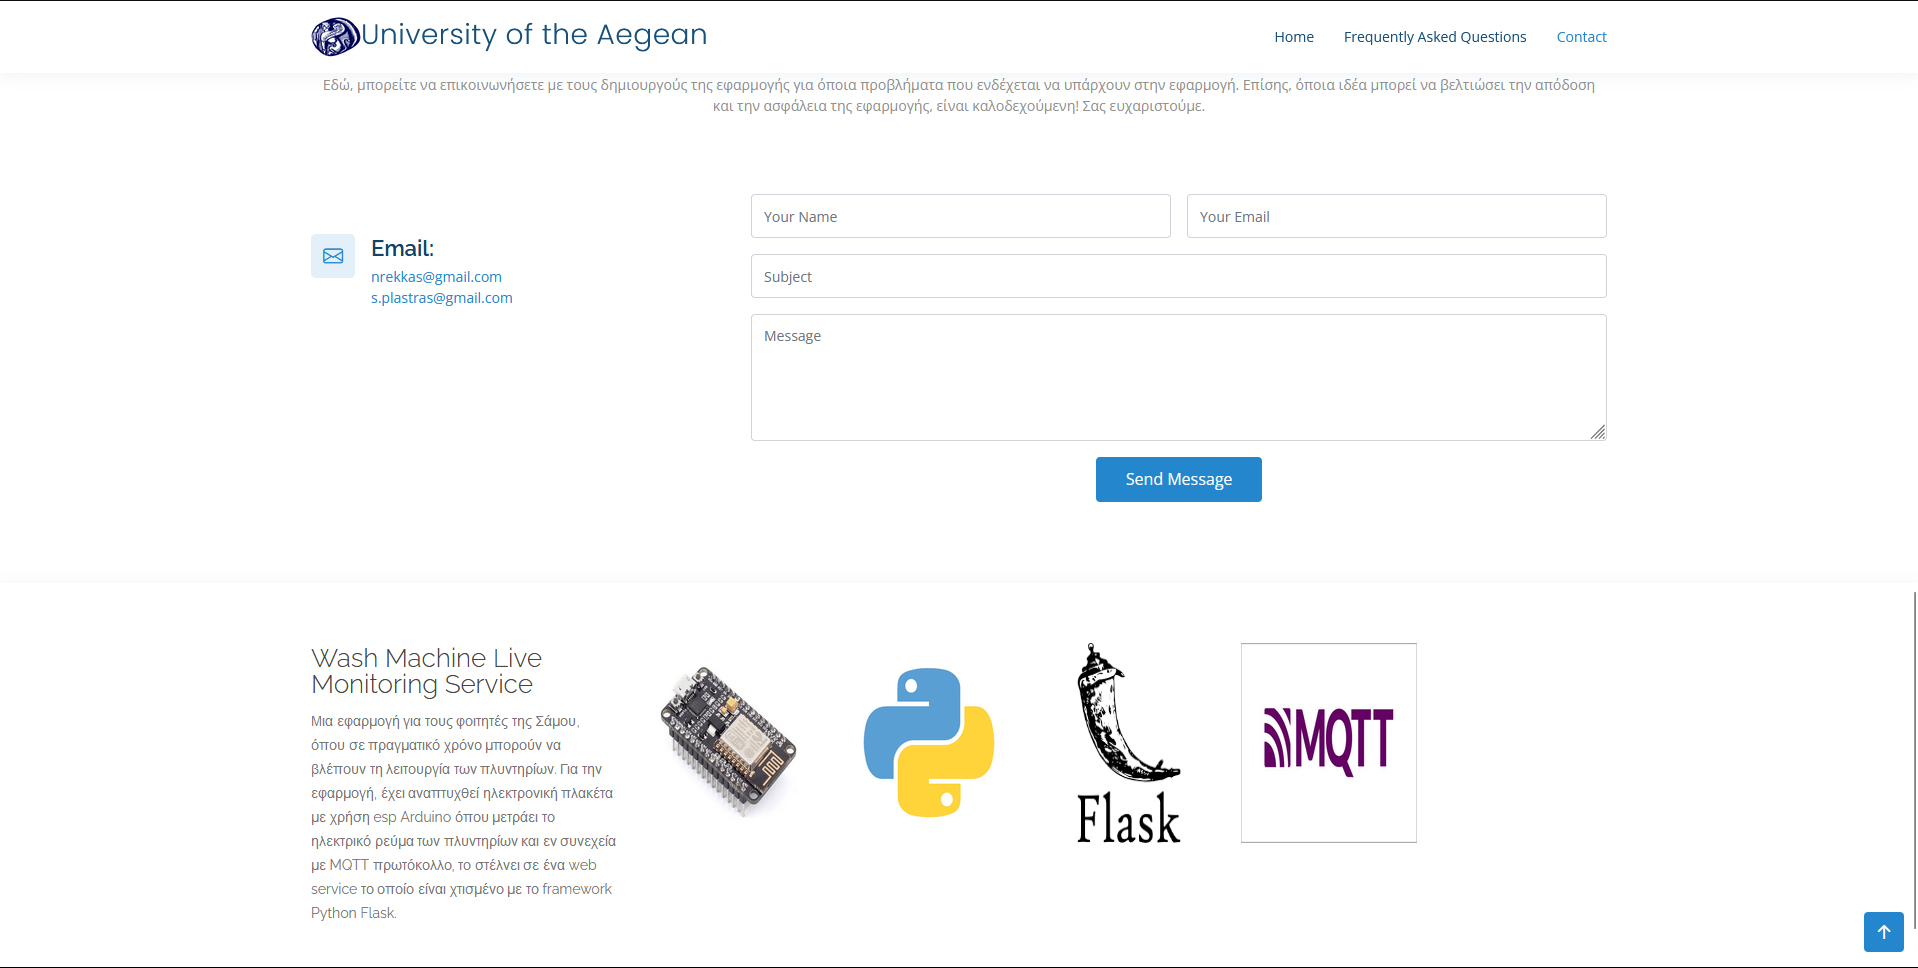 University of the Aegean
Home
Frequently Asked Questions
Contact
Εδώ, μπορείτε να επικοινωνήσετε με τους δημιουργούς της εφαρμογής για όποια προβλήματα που ενδέχεται να υπάρχουν στην εφαρμογή. Επίσης, όποια ιδέα μπορεί να βελτιώσει την απόδοση
και την ασφάλεια της εφαρμογής, είναι καλοδεχούμενη! Σας ευχαριστούμε.
Email:
nrekkas@gmail.com
s.plastras@gmail.com
Your Name
Your Email
Subject
Message
Send Message
Wash Machine Live
Monitoring Service
Μια εφαρμογή για τους φοιτητές της Σάμου,
όπου σε πραγματικό χρόνο μπορούν να
βλέπουν τη λειτουργία των πλυντηρίων. Για την
εφαρμογή, έχει αναπτυχθεί ηλεκτρονική πλακέτα
με χρήση esp Arduino όπου μετράει το
ηλεκτρικό ρεύμα των πλυντηρίων και εν συνεχεία
με MQTT πρωτόκολλο, το στέλνει σε ένα web
service το οποίο είναι χτισμένο με το framework
Python Flask.
Flask
MQTT